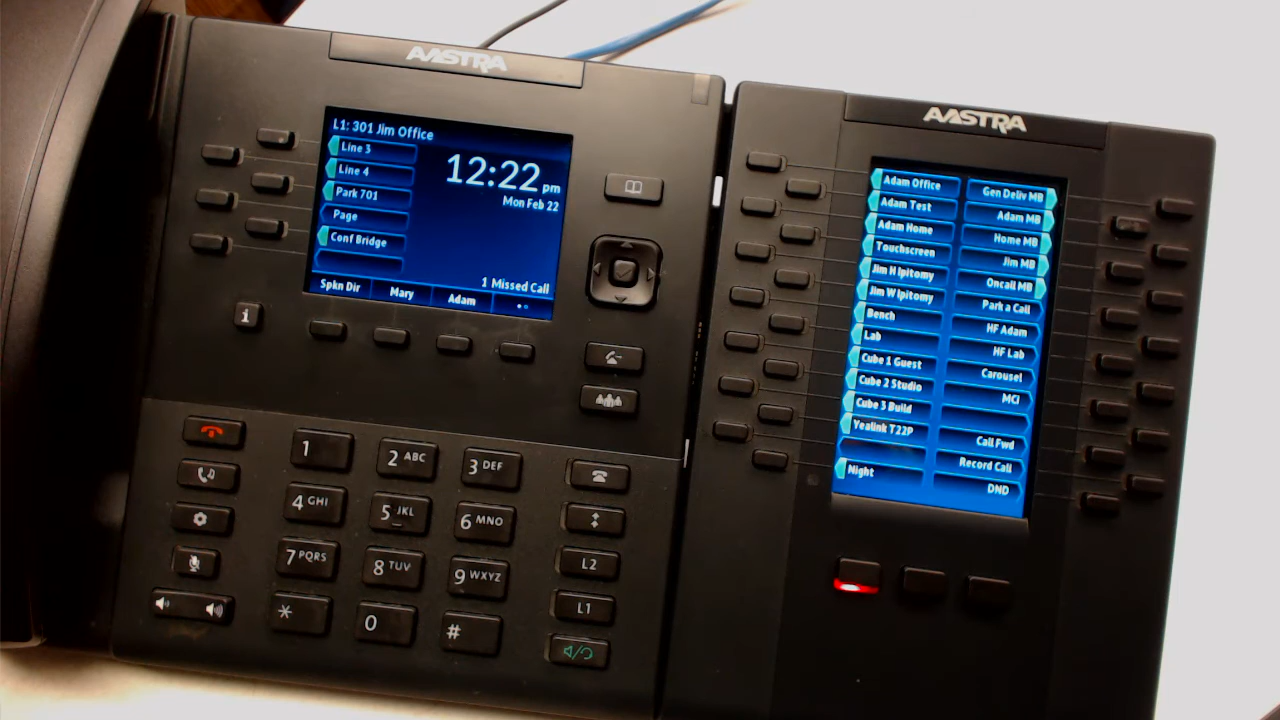 AASTRA
L1: 301 Jim Office
Line 3
Line 4
Park 701
Page
Conf Bridge
12:22 pm
Mon Feb 22
1 Missed Call
Spkn Dir
Mary
Adam
i
1
2 ABC
3 DEF
4 GHI
5 JKL
6 MNO
7 PQRS
8 TUV
9 WXYZ
*
0
#
L2
L1
AASTRA
Adam Office
Gen Deliv MB
Adam Test
Adam MB
Adam Home
Home MB
Touchscreen
Jim MB
Jim H Ipitomy
Oncall MB
Jim W Ipitomy
Park a Call
Bench
HF Adam
Lab
HF Lab
Cube 1 Guest
Carousel
Cube 2 Studio
MCI
Cube 3 Build
Yealink T22P
Call Fwd
Record Call
Night
DND